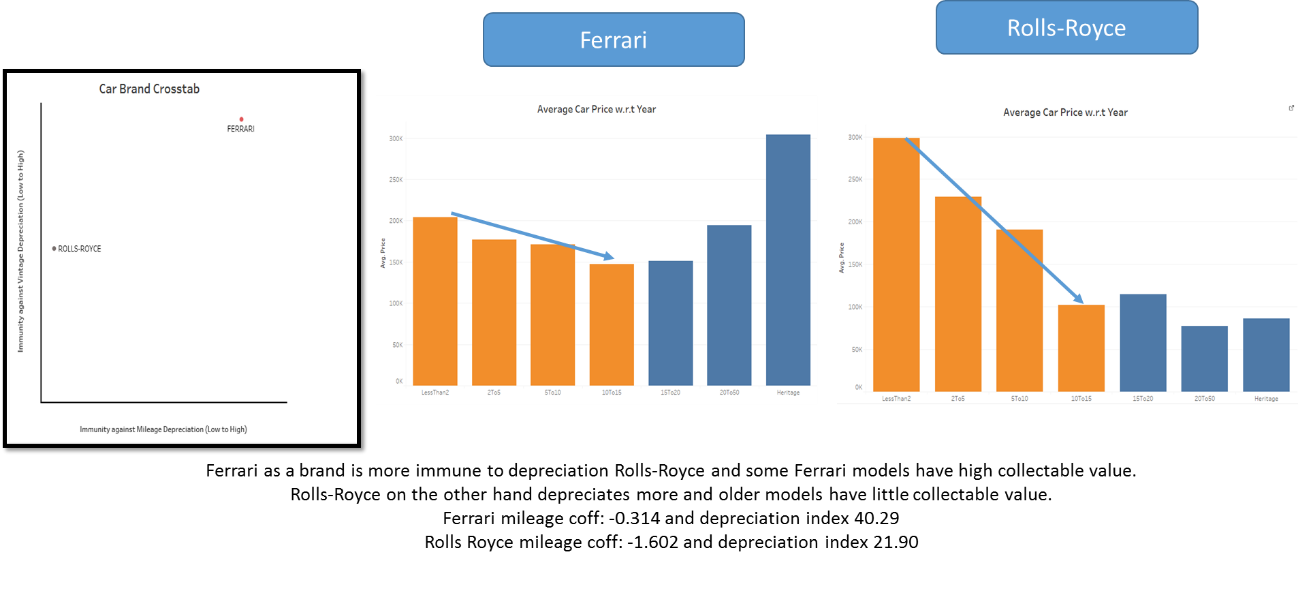 Ferrari
Rolls-Royce
Car Brand Crosstab
FERRARI
ROLLS-ROYCE
Immunity against Vintage Depreciation (Low to High)
Immunity against Mileage Depreciation (Low to High)
Average Car Price w.r.t Year
Avg. Price
300K
250K
200K
150K
100K
50K
0K
LessThan2 2To5 5To10 10To15 15To20 20To50 Heritage
Average Car Price w.r.t Year
Avg. Price
300K
250K
200K
150K
100K
50K
0K
LessThan2 2To5 5To10 10To15 15To20 20To50 Heritage
Ferrari as a brand is more immune to depreciation Rolls-Royce and some Ferrari models have high collectable value.
Rolls-Royce on the other hand depreciates more and older models have little collectable value.
Ferrari mileage coff: -0.314 and depreciation index 40.29
Rolls Royce mileage coff: -1.602 and depreciation index 21.90